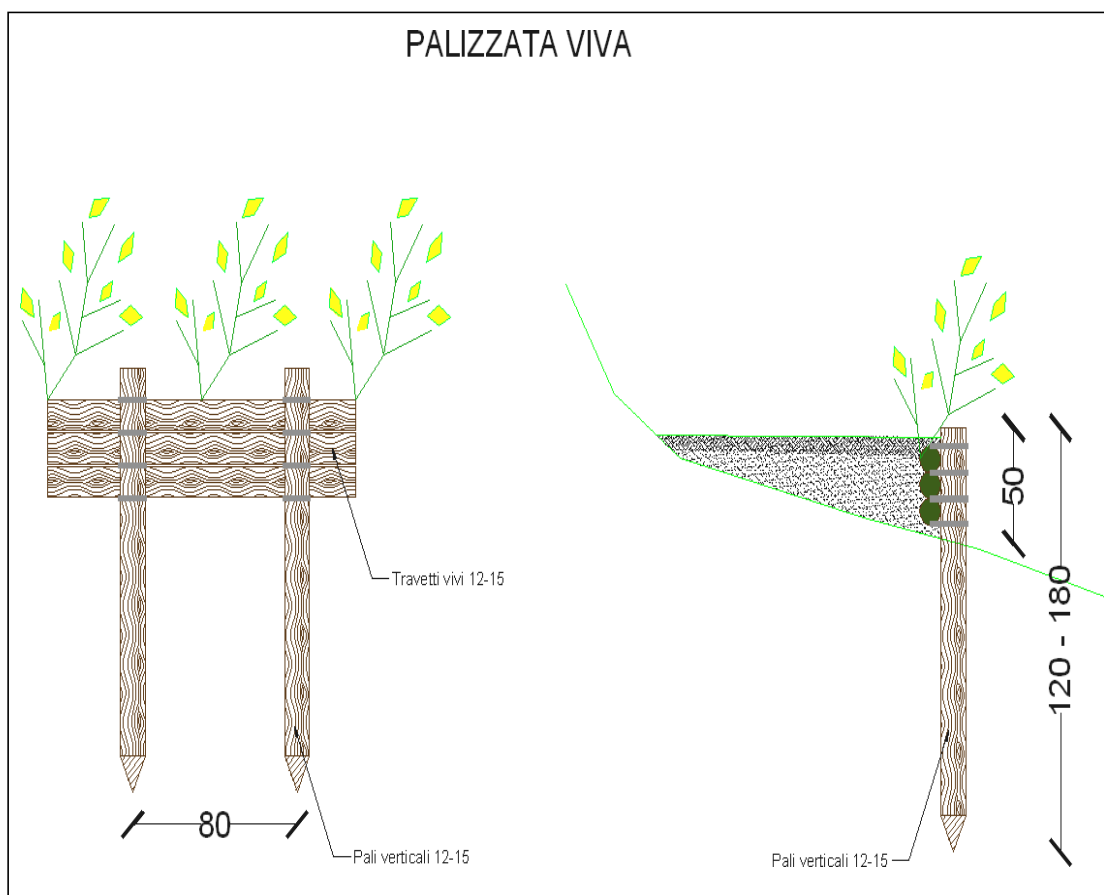 PALIZZATA VIVA
Travetti vivi 12-15
80
Pali verticali 12-15
50
120 - 180
Pali verticali 12-15